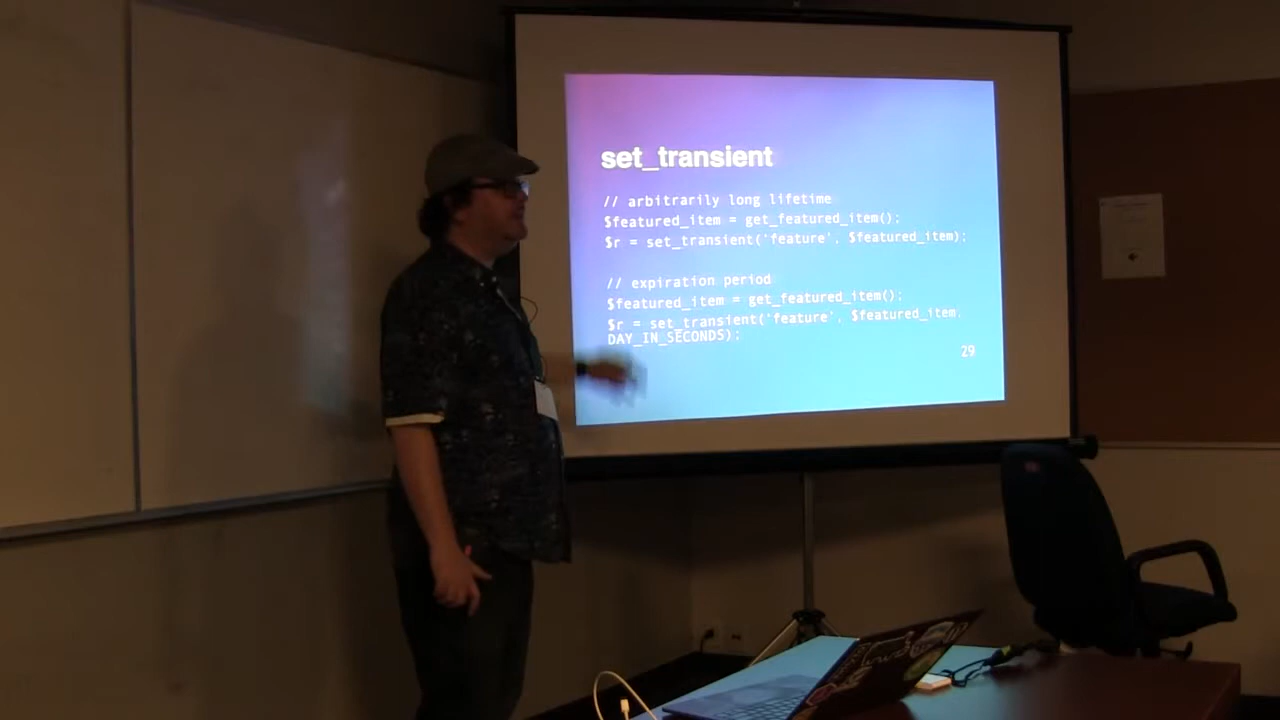 set_transient
// arbitrarily long lifetime
$featured_item = get_featured_item();
$r = set_transient('feature', $featured_item);
// expiration period
$featured_item = get_featured_item();
$r = set_transient('feature', $featured_item,
DAY_IN_SECONDS);
29